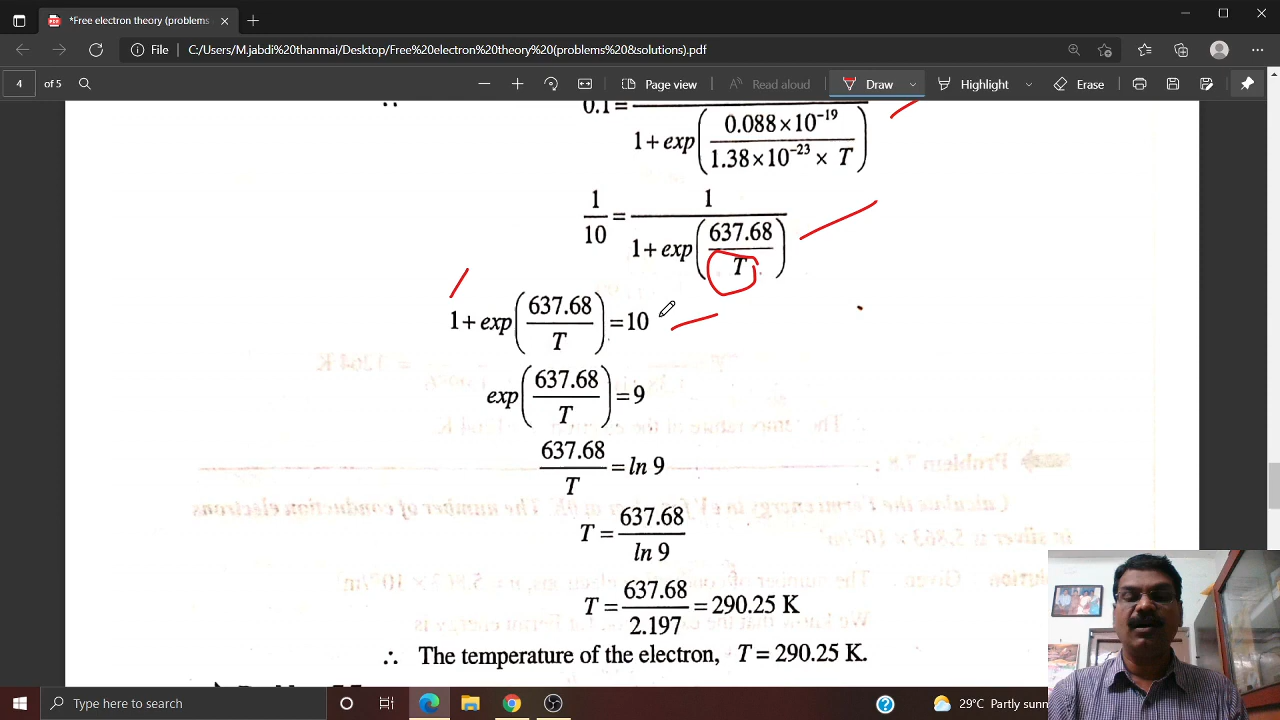 *Free electron theory (problems
File
C:/Users/M.jabdi%20thanmai/Desktop/Free%20electron%20theory%20(problems%20&solutions).pdf
4 of 5
Page view
Read aloud
Draw
Highlight
Erase
∴ 0.1 = 1 + exp(0.088×10⁻¹⁹ / 1.38×10⁻²³ × T)
1/10 = 1 / 1 + exp(637.68 / T)
1 + exp(637.68 / T) = 10
exp(637.68 / T) = 9
637.68 / T = ln 9
T = 637.68 / ln 9
T = 637.68 / 2.197 = 290.25 K
∴ The temperature of the electron, T = 290.25 K.
Type here to search
29°C Partly sunn